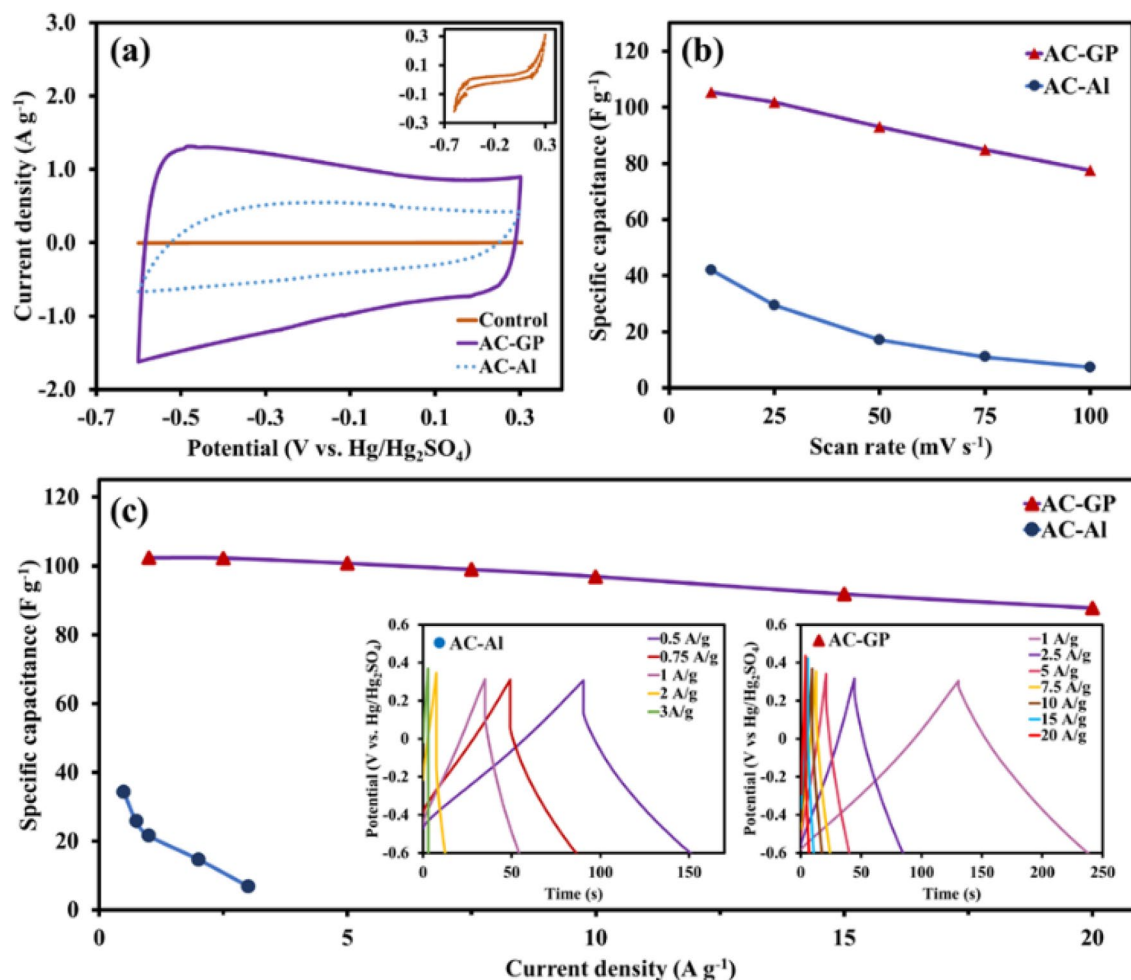 (a)
3.0
2.0
1.0
0.0
-1.0
-2.0
Current density (A g⁻¹)
-0.7 -0.5 -0.3 -0.1 0.1 0.3
Potential (V vs. Hg/Hg₂SO₄)
Control
AC-GP
AC-Al
0.3
0.1
-0.1
-0.3
-0.7 -0.2 0.3
(b)
AC-GP
AC-Al
120
100
80
60
40
20
0
Specific capacitance (F g⁻¹)
0 25 50 75 100
Scan rate (mV s⁻¹)
(c)
AC-GP
AC-Al
120
100
80
60
40
20
0
Specific capacitance (F g⁻¹)
0 5 10 15 20
Current density (A g⁻¹)
AC-Al
0.5 A/g
0.75 A/g
1 A/g
2 A/g
3A/g
0.6
0.4
0.2
0
-0.2
-0.4
-0.6
Potential (V vs. Hg/Hg₂SO₄)
0 50 100 150
Time (s)
AC-GP
1 A/g
2.5 A/g
5 A/g
7.5 A/g
10 A/g
15 A/g
20 A/g
0.6
0.4
0.2
0
-0.2
-0.4
-0.6
Potential (V vs Hg/Hg₂SO₄)
0 50 100 150 200 250
Time (s)